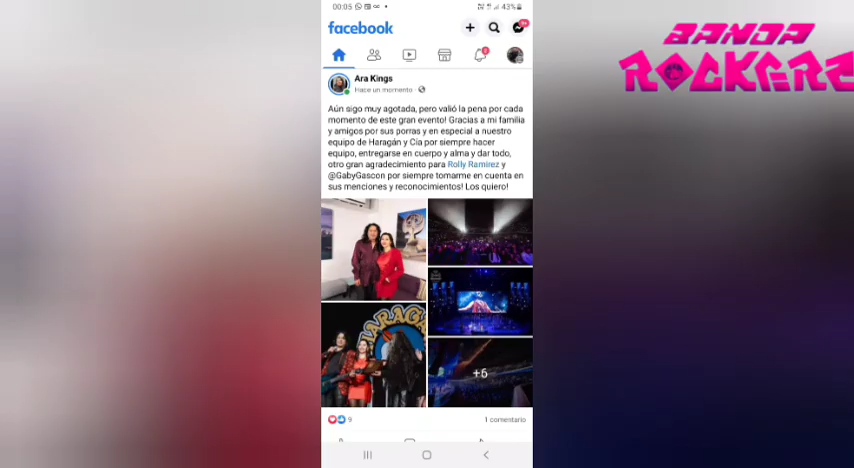 00:05
43%
facebook
BANDA
ROCKERZ
Ara Kings
Hace un momento
Aún sigo muy agotada, pero valió la pena por cada
momento de este gran evento! Gracias a mi familia
y amigos por sus porras y en especial a nuestro
equipo de Haragán y Cía por siempre hacer
equipo, entregarse en cuerpo y alma y dar todo,
otro gran agradecimiento para Rolly Ramirez y
@GabyGascon por siempre tomarme en cuenta en
sus menciones y reconocimientos! Los quiero!
HARAGA
+6
9
1 comentario